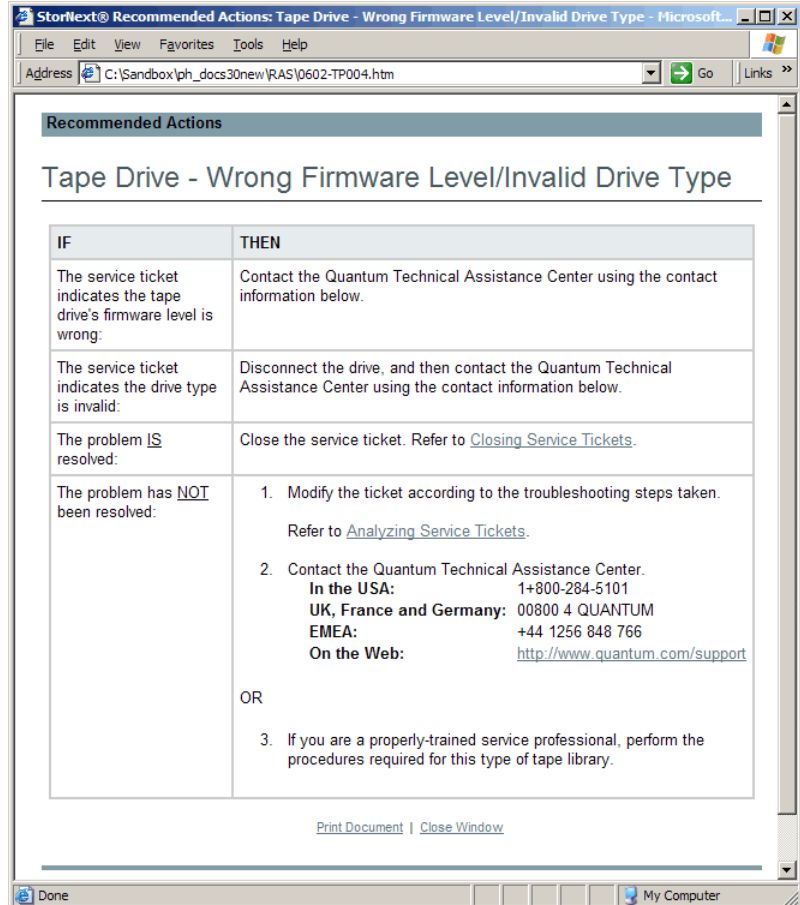 StorNext® Recommended Actions: Tape Drive - Wrong Firmware Level/Invalid Drive Type - Microsoft...
File Edit View Favorites Tools Help
Address C:\Sandbox\ph_docs30new\RAS\0602-TP004.htm Go Links »
Recommended Actions
Tape Drive - Wrong Firmware Level/Invalid Drive Type
IF
THEN
The service ticket
indicates the tape
drive's firmware level is
wrong:
Contact the Quantum Technical Assistance Center using the contact
information below.
The service ticket
indicates the drive type
is invalid:
Disconnect the drive, and then contact the Quantum Technical
Assistance Center using the contact information below.
The problem IS
resolved:
Close the service ticket. Refer to Closing Service Tickets.
The problem has NOT
been resolved:
1. Modify the ticket according to the troubleshooting steps taken.
Refer to Analyzing Service Tickets.
2. Contact the Quantum Technical Assistance Center.
In the USA: 1+800-284-5101
UK, France and Germany: 00800 4 QUANTUM
EMEA: +44 1256 848 766
On the Web: http://www.quantum.com/support
OR
3. If you are a properly-trained service professional, perform the
procedures required for this type of tape library.
Print Document | Close Window
Done My Computer